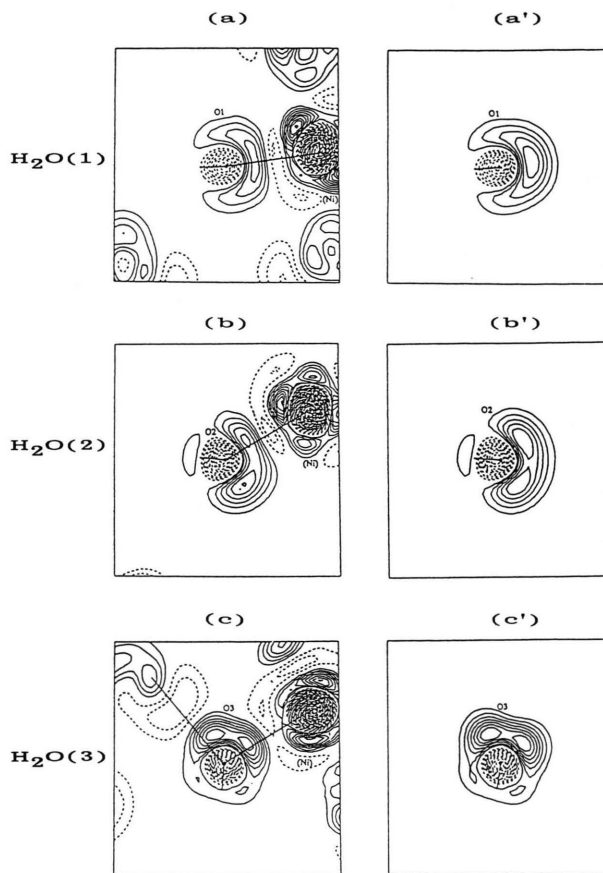 (a) (a')
O1 O1
H₂O(1)
(Ni)
(b) (b')
O2 O2
H₂O(2)
(Ni)
(c) (c')
O3 O3
H₂O(3)
(Ni)